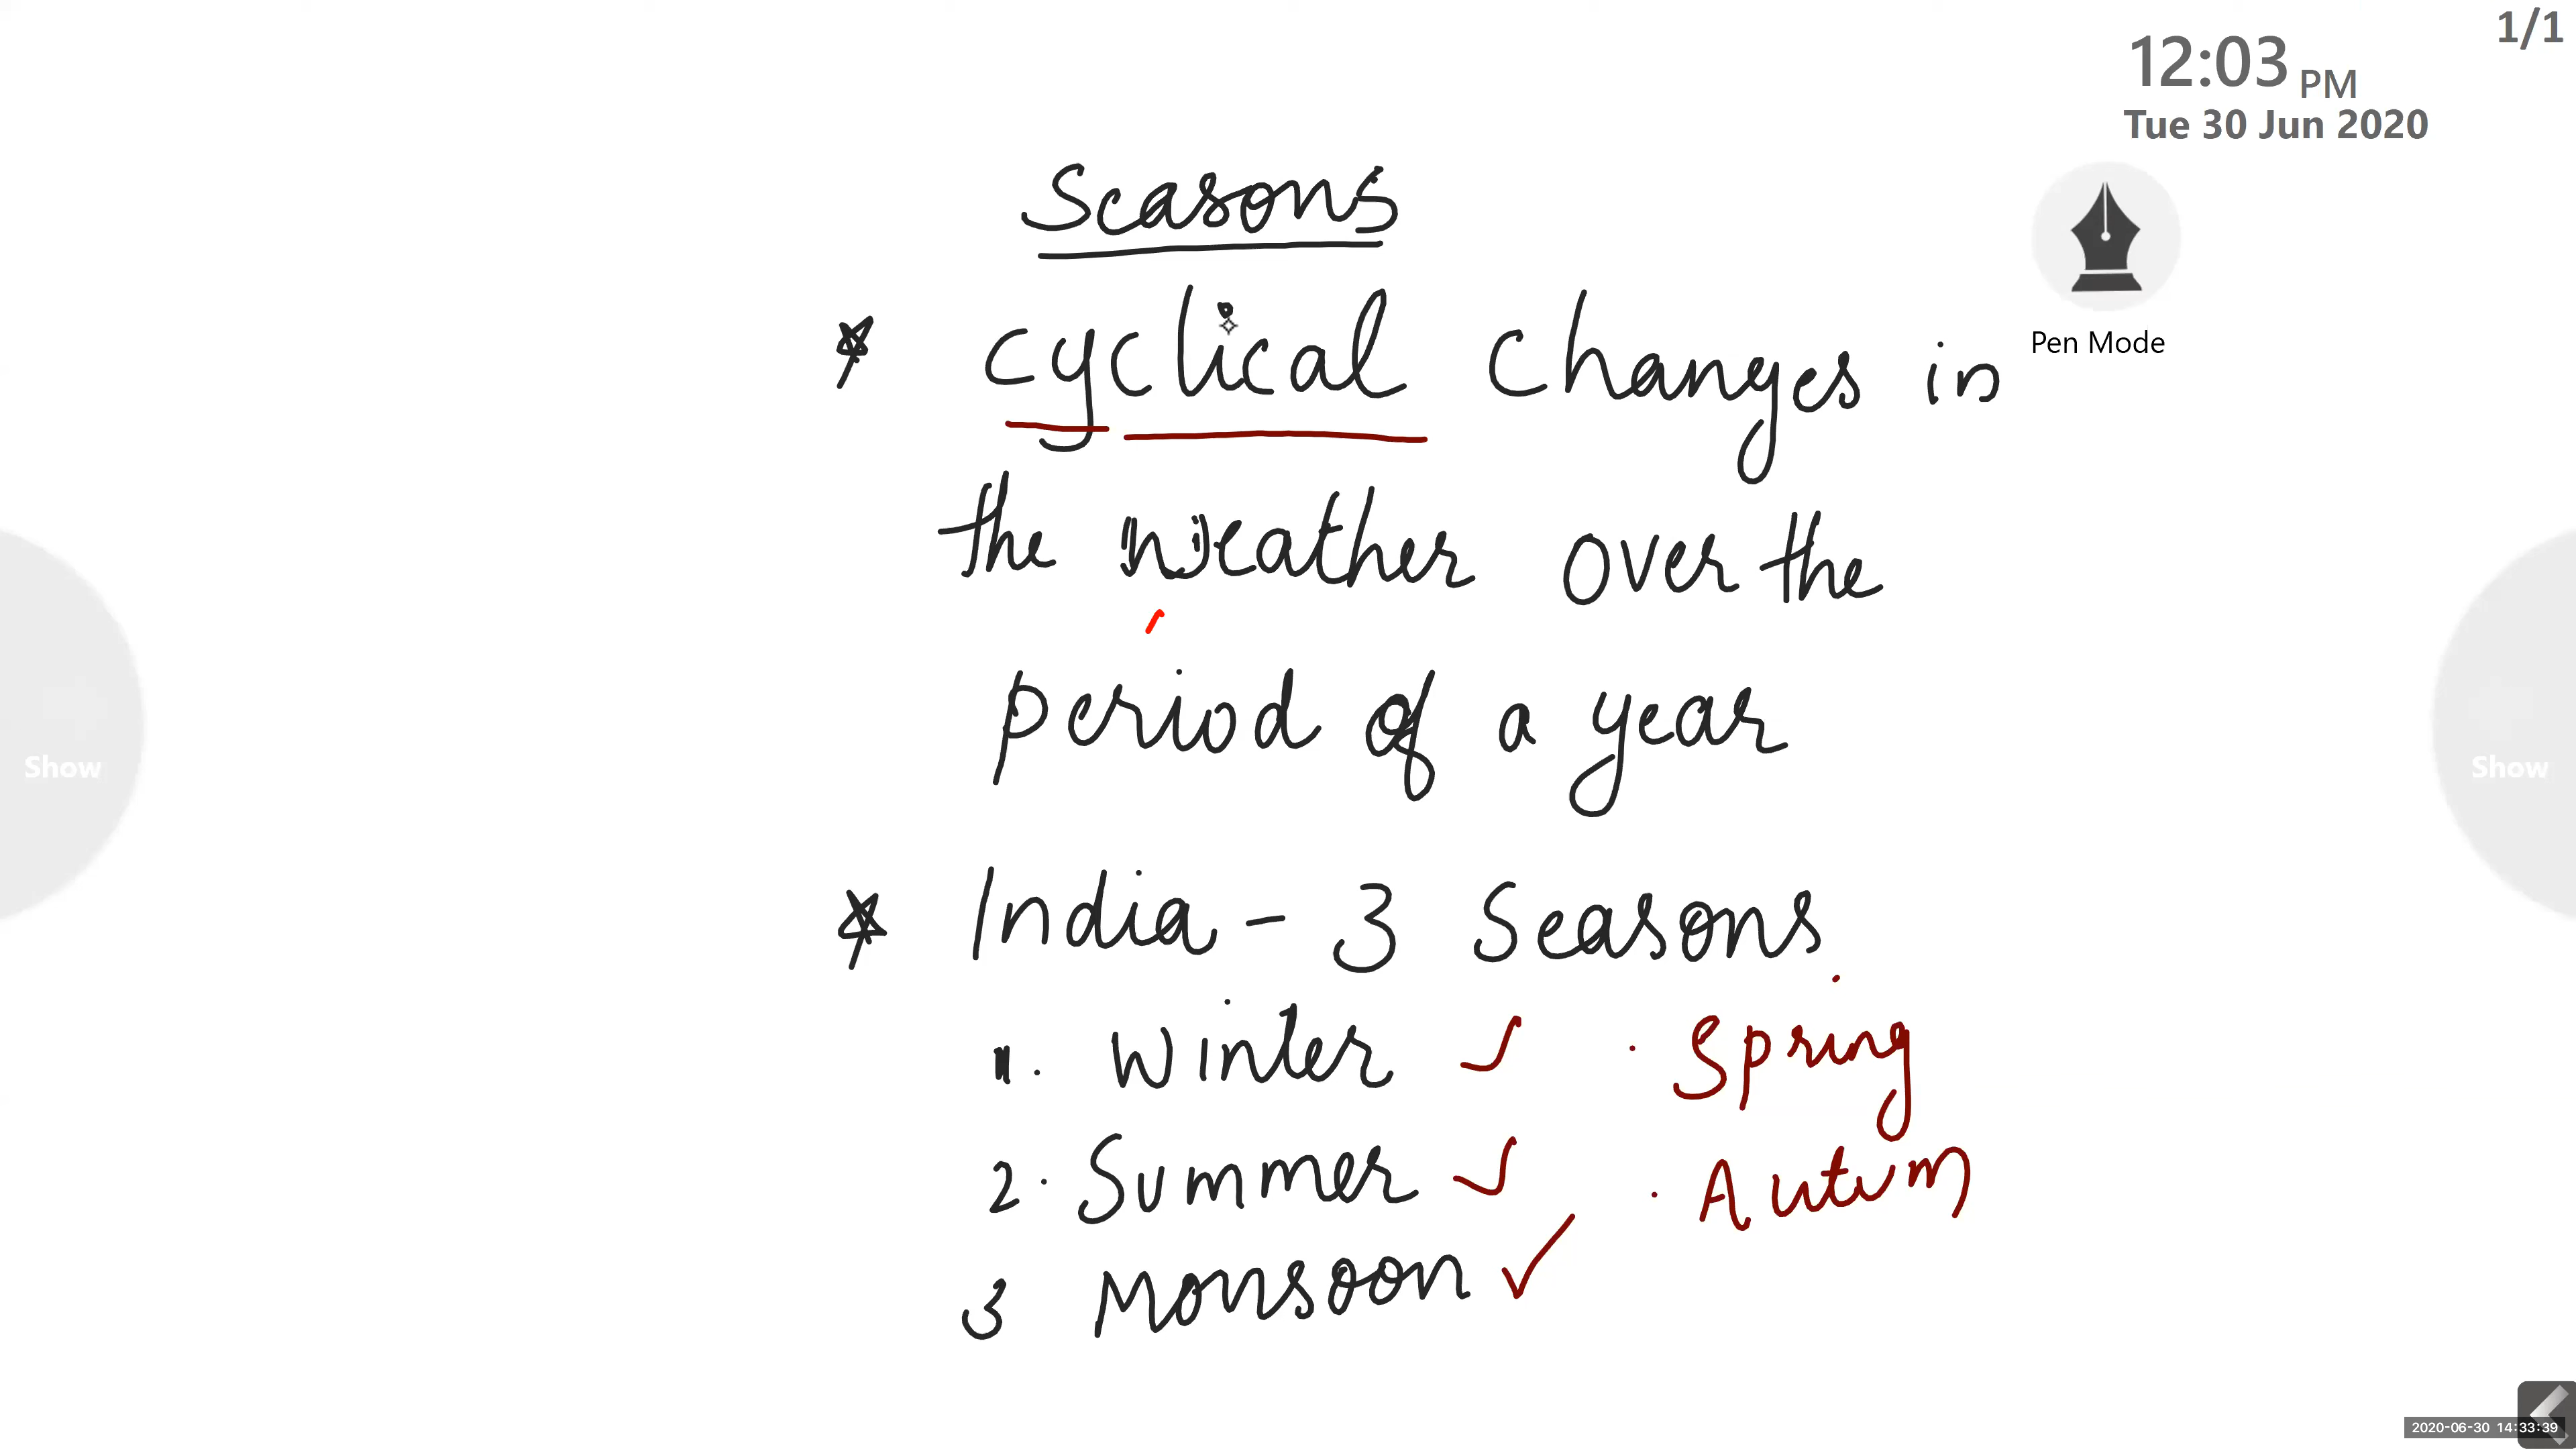 1/1
12:03 PM
Tue 30 Jun 2020
Pen Mode
Seasons
* cyclical changes in
the weather over the
period of a year
* India - 3 Seasons
1. Winter ✓ · Spring
2. Summer ✓ · Autum
3 Monsoon ✓
Show
Show
2020-06-30 14:33:39